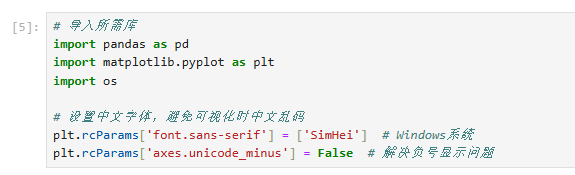 [5]:
# 导入所需库
import pandas as pd
import matplotlib.pyplot as plt
import os
# 设置中文字体，避免可视化时中文乱码
plt.rcParams['font.sans-serif'] = ['SimHei']  # Windows系统
plt.rcParams['axes.unicode_minus'] = False  # 解决负号显示问题